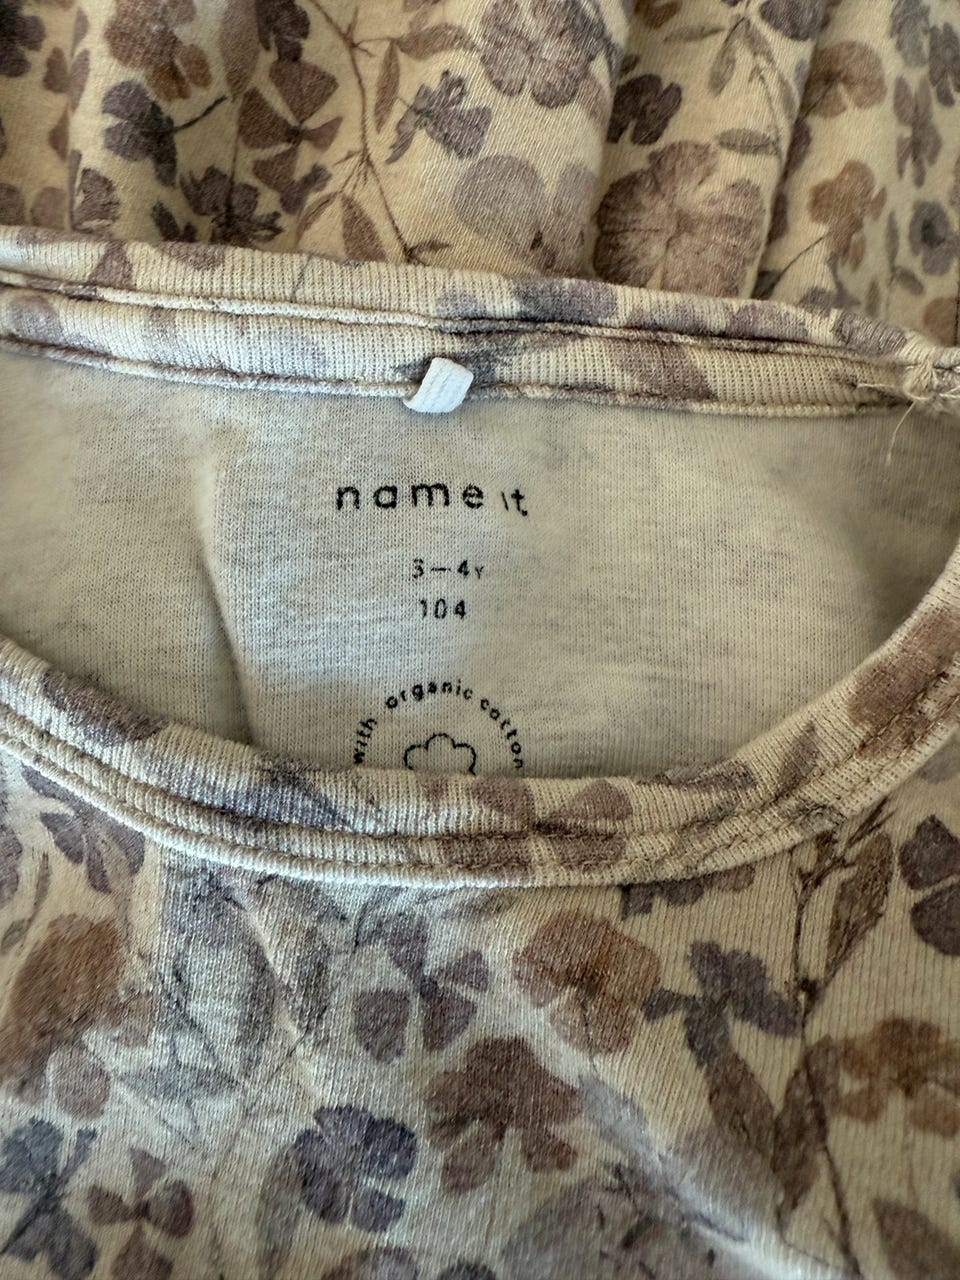 name it
3-4Y
104
with organic cotton